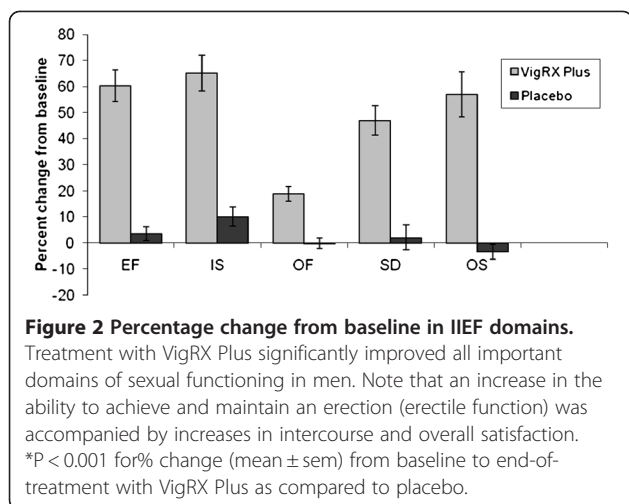 80
70
60
50
40
30
20
10
0
-10
-20
Percent change from baseline
VigRX Plus
Placebo
EF IS OF SD OS
Figure 2 Percentage change from baseline in IIEF domains.
Treatment with VigRX Plus significantly improved all important
domains of sexual functioning in men. Note that an increase in the
ability to achieve and maintain an erection (erectile function) was
accompanied by increases in intercourse and overall satisfaction.
*P < 0.001 for% change (mean ± sem) from baseline to end-of-
treatment with VigRX Plus as compared to placebo.